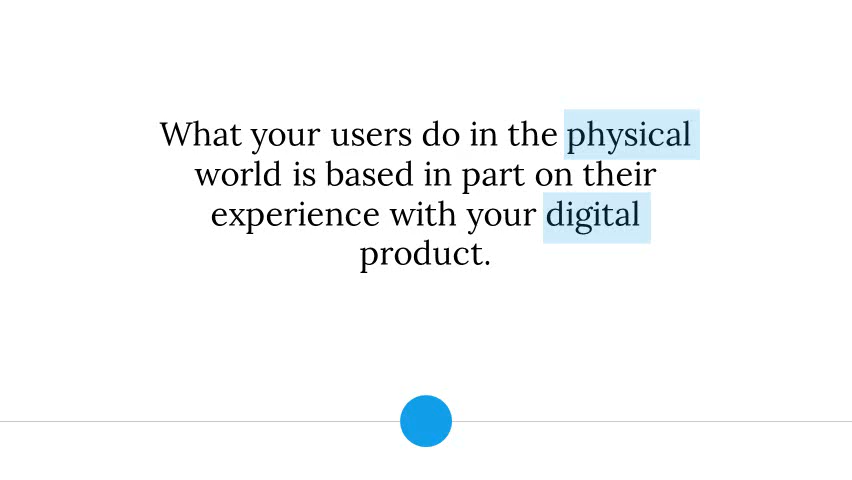 What your users do in the physical
world is based in part on their
experience with your digital
product.